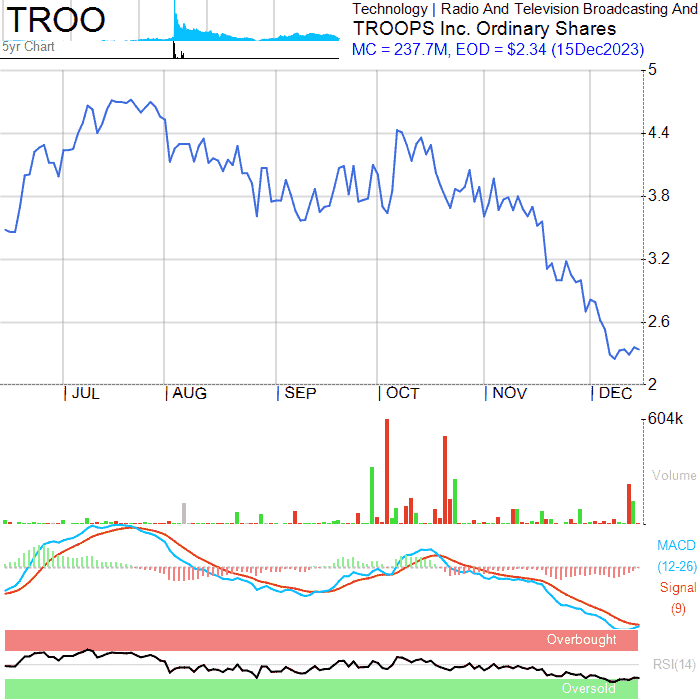 TROO
5yr Chart
Technology | Radio And Television Broadcasting And
TROOPS Inc. Ordinary Shares
MC = 237.7M, EOD = $2.34 (15Dec2023)
5
4.4
3.8
3.2
2.6
2
JUL AUG SEP OCT NOV DEC
604k
Volume
MACD
(12-26)
Signal
(9)
Overbought
RSI(14)
Oversold